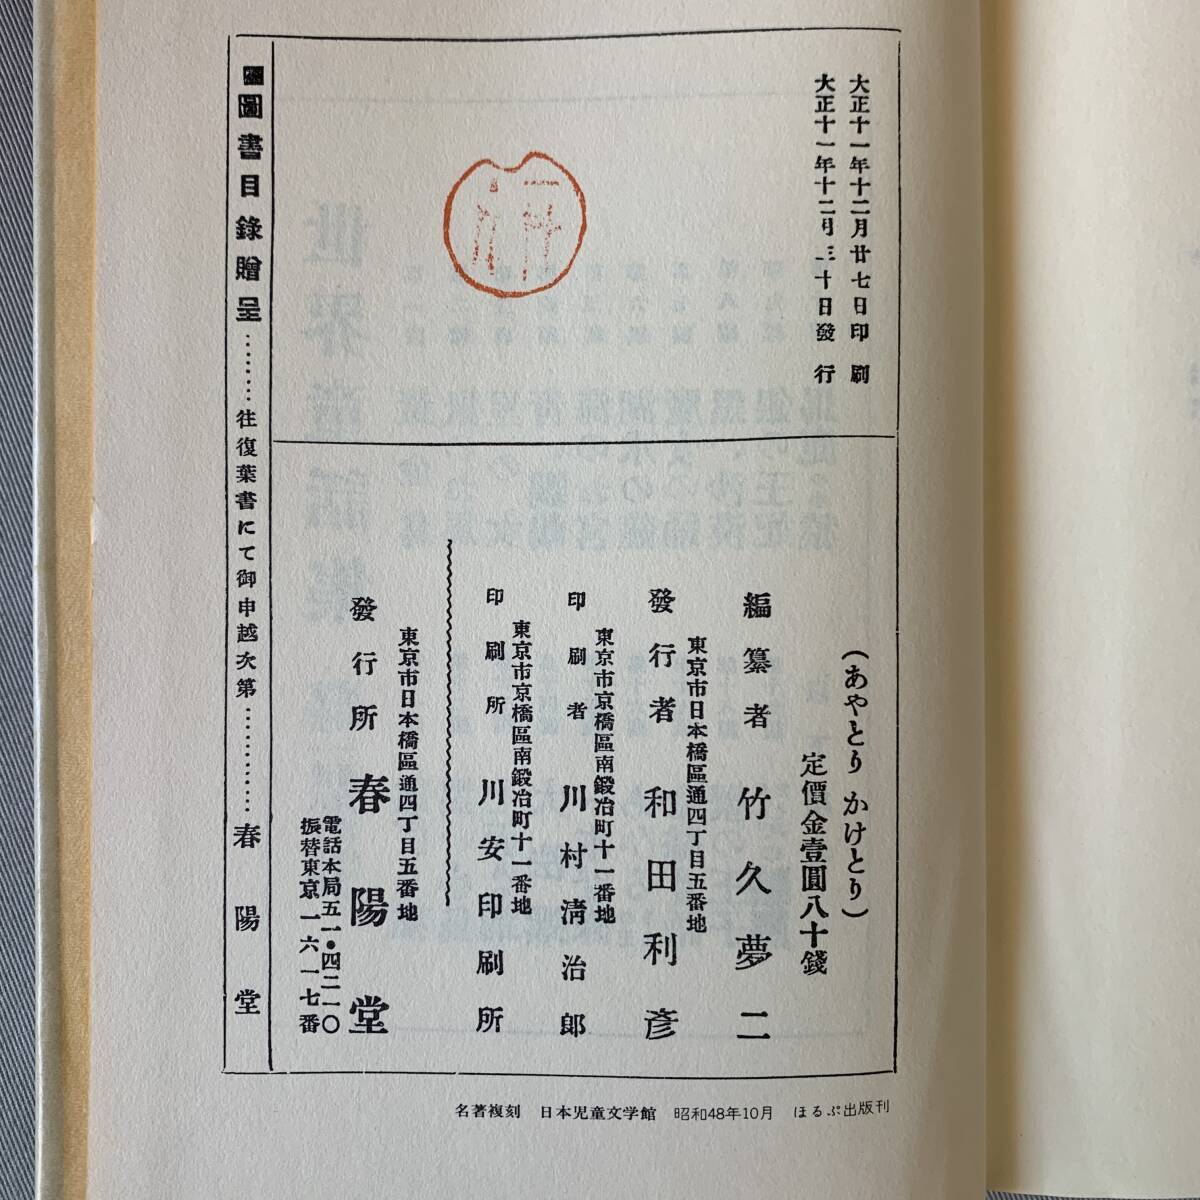 大正十一年十二月廿七日印刷
大正十一年十二月三十日發行
(あやとり かけとり)
定價金壹圓八十錢
編纂者 竹久夢二
東京市日本橋區通四丁目五番地
發行者 和田利彦
東京市京橋區南鍛冶町十一番地
印刷者 川村淸治郎
東京市京橋區南鍛冶町十一番地
印刷所 川安印刷所
東京市日本橋區通四丁目五番地
發行所 春陽堂
電話本局五一・四二一〇
振替東京一六一七番
圖書目錄贈呈………往復葉書にて御申越次第…………春陽堂
名著複刻 日本児童文学館 昭和48年10月 ほるぷ出版刊